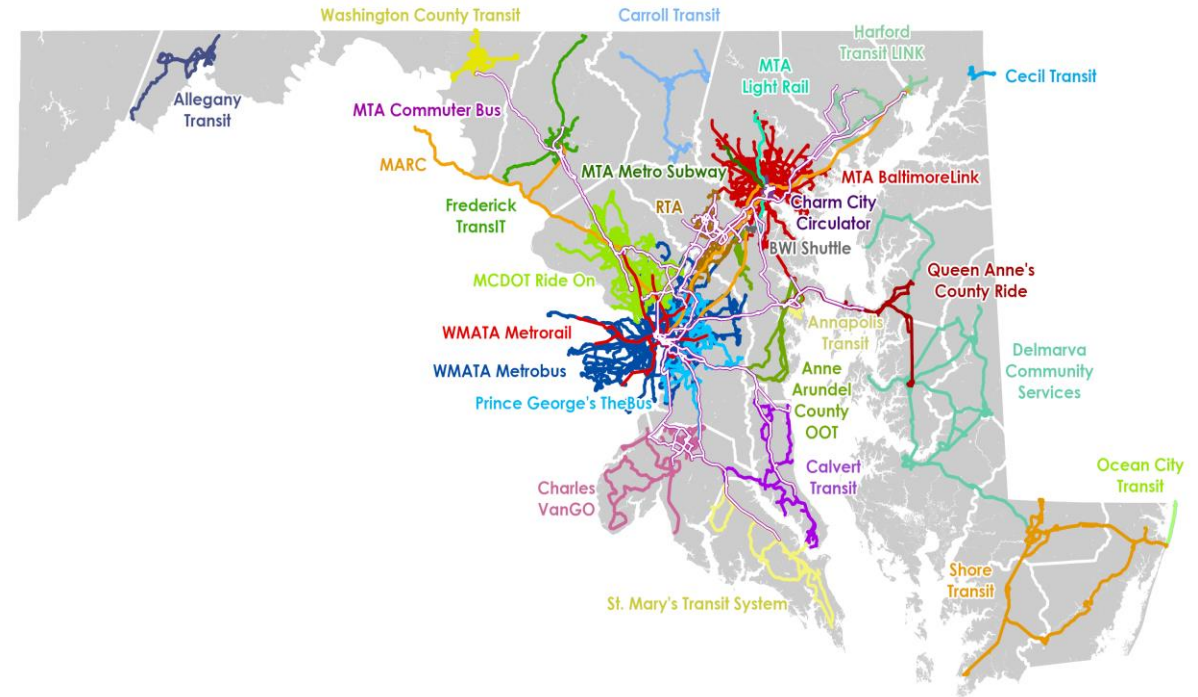 Washington County Transit
Carroll Transit
Harford
Transit LINK
MTA
Light Rail
Cecil Transit
Allegany
Transit
MTA Commuter Bus
MARC
MTA Metro Subway
MTA BaltimoreLink
Frederick
TransIT
RTA
Charm City
Circulator
BWI Shuttle
MCDOT Ride On
Queen Anne's
County Ride
WMATA Metrorail
Annapolis
Transit
WMATA Metrobus
Delmarva
Community
Services
Prince George's TheBus
Anne
Arundel
County
OOT
Charles
VanGO
Calvert
Transit
Ocean City
Transit
Shore
Transit
St. Mary's Transit System